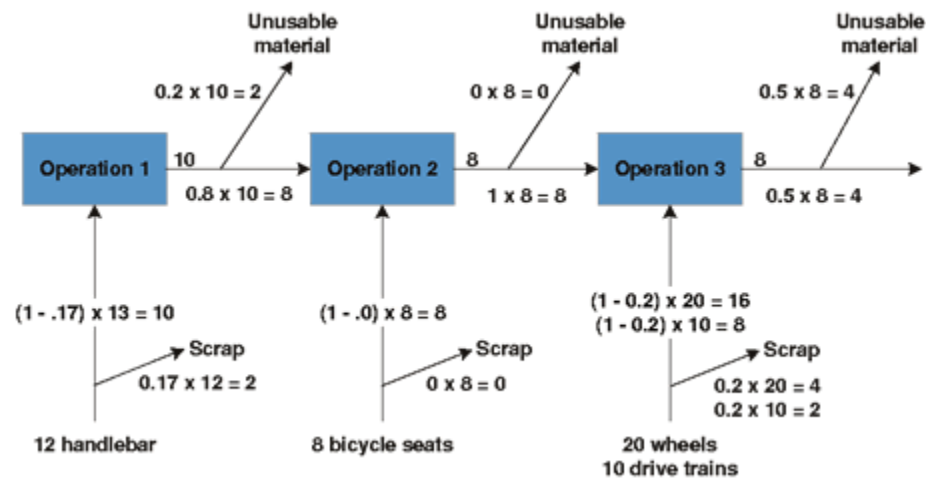 Unusable
material
Unusable
material
Unusable
material
0.2 x 10 = 2
0 x 8 = 0
0.5 x 8 = 4
Operation 1
10
0.8 x 10 = 8
Operation 2
8
1 x 8 = 8
Operation 3
8
0.5 x 8 = 4
(1 - .17) x 13 = 10
(1 - .0) x 8 = 8
(1 - 0.2) x 20 = 16
(1 - 0.2) x 10 = 8
Scrap
0.17 x 12 = 2
Scrap
0 x 8 = 0
Scrap
0.2 x 20 = 4
0.2 x 10 = 2
12 handlebar
8 bicycle seats
20 wheels
10 drive trains